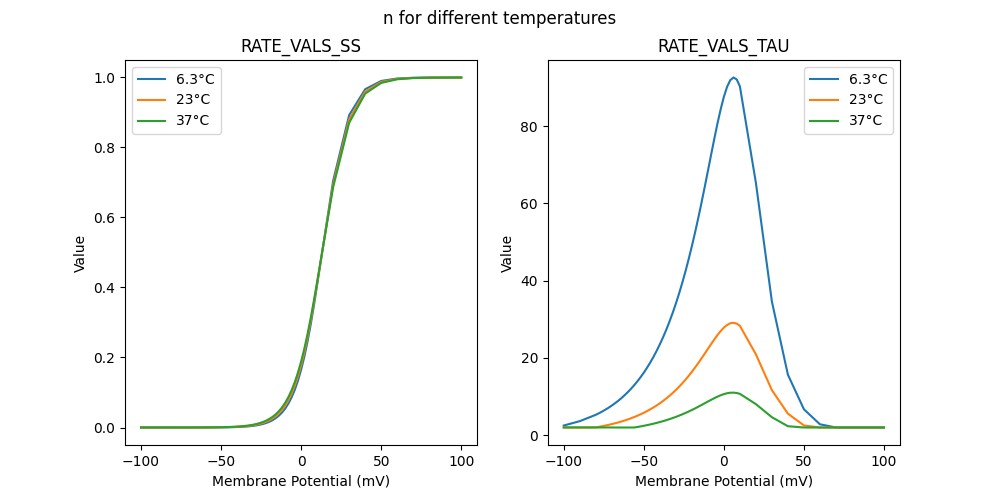 n for different temperatures
RATE_VALS_SS
1.0
0.8
0.6
0.4
0.2
0.0
Value
6.3°C
23°C
37°C
−100
−50
0
50
100
Membrane Potential (mV)
RATE_VALS_TAU
80
60
40
20
0
Value
6.3°C
23°C
37°C
−100
−50
0
50
100
Membrane Potential (mV)